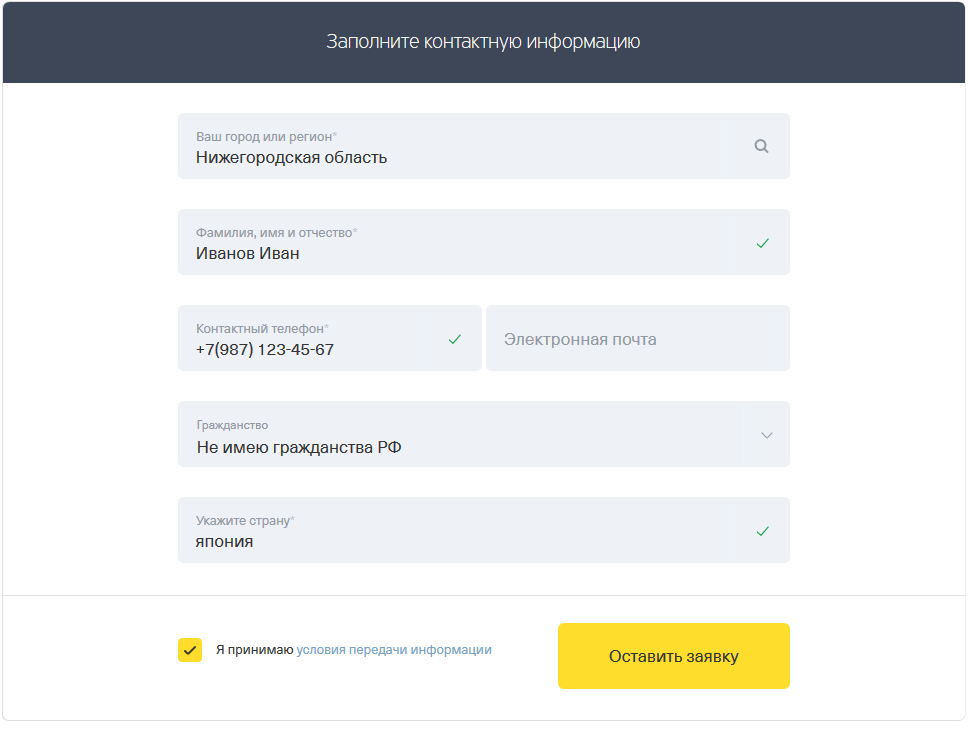 Заполните контактную информацию
Ваш город или регион*
Нижегородская область
Фамилия, имя и отчество*
Иванов Иван
Контактный телефон*
+7(987) 123-45-67
Электронная почта
Гражданство
Не имею гражданства РФ
Укажите страну*
япония
Я принимаю условия передачи информации
Оставить заявку